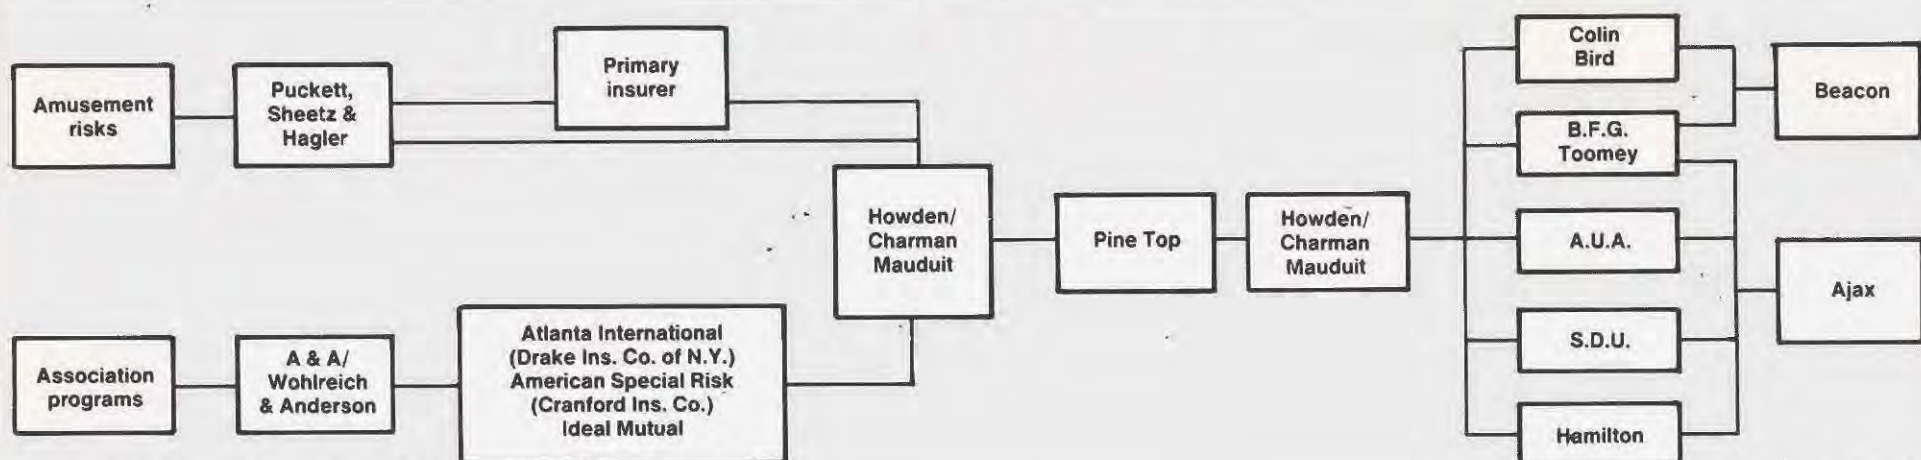 Amusement
risks
Puckett,
Sheetz &
Hagler
Primary
insurer
Association
programs
A & A/
Wohlreich
& Anderson
Atlanta International
(Drake Ins. Co. of N.Y.)
American Special Risk
(Cranford Ins. Co.)
Ideal Mutual
Howden/
Charman
Mauduit
Pine Top
Howden/
Charman
Mauduit
Colin
Bird
B.F.G.
Toomey
A.U.A.
S.D.U.
Hamilton
Beacon
Ajax